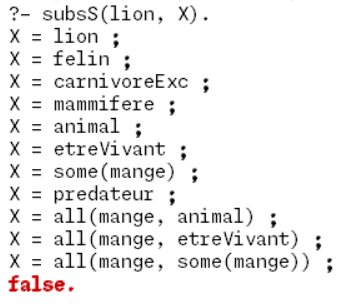 ?- subsS(lion, X).
X = lion ;
X = felin ;
X = carnivoreExc ;
X = mammifere ;
X = animal ;
X = etreVivant ;
X = some(mange) ;
X = predateur ;
X = all(mange, animal) ;
X = all(mange, etreVivant) ;
X = all(mange, some(mange)) ;
false.